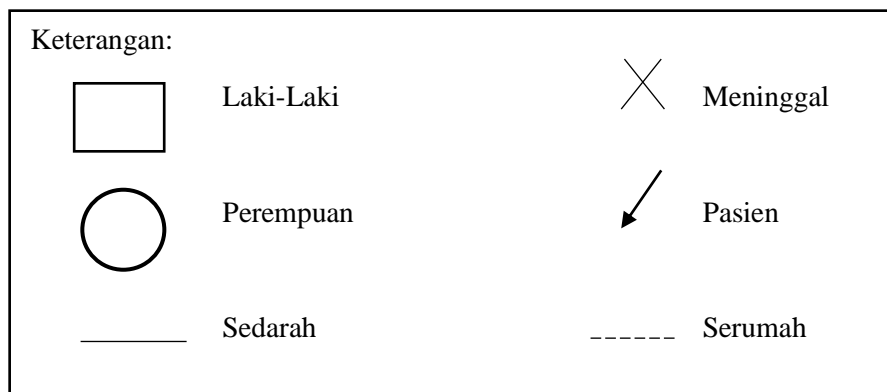 Keterangan:
Laki-Laki
Meninggal
Perempuan
Pasien
Sedarah
Serumah